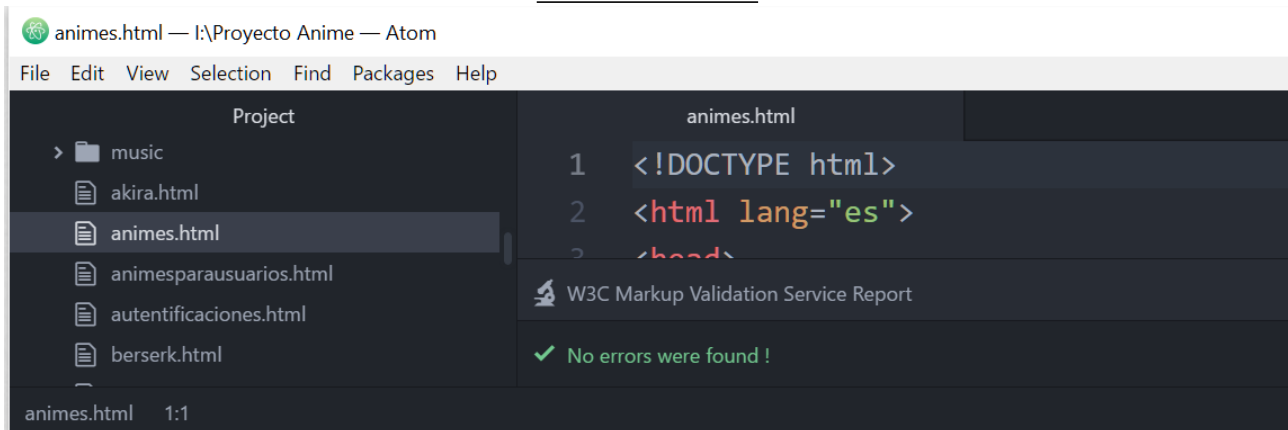 animes.html — I:\Proyecto Anime — Atom
File Edit View Selection Find Packages Help
Project
music
akira.html
animes.html
animesparausuarios.html
autentificaciones.html
berserk.html
animes.html
1 <!DOCTYPE html>
2 <html lang="es">
3 <head>
W3C Markup Validation Service Report
No errors were found !
animes.html 1:1